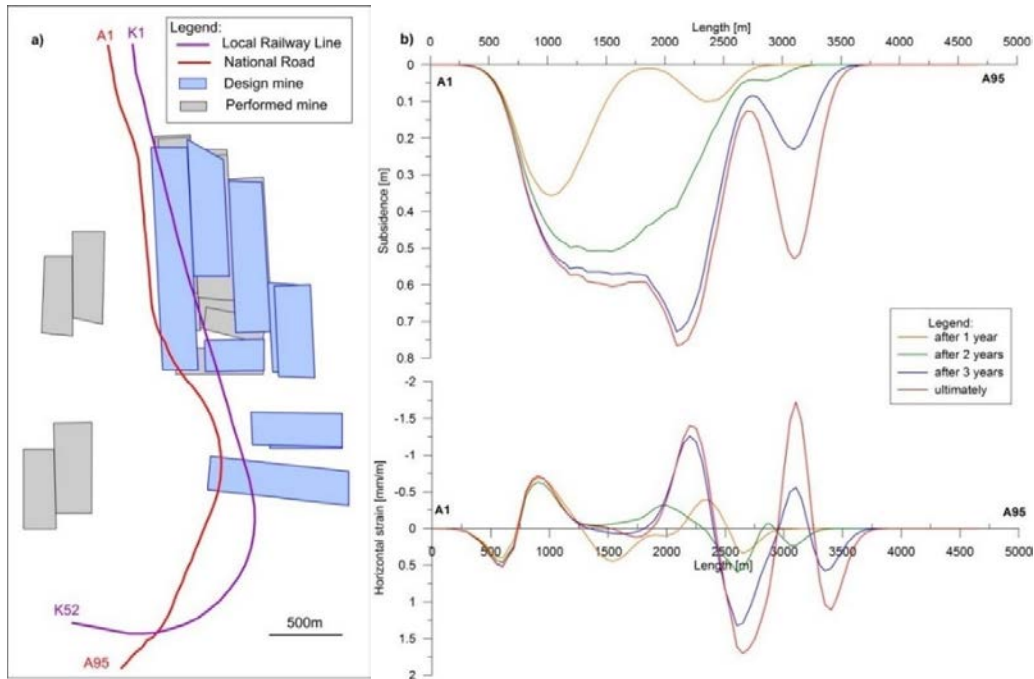 a)
A1
K1
Legend:
Local Railway Line
National Road
Design mine
Performed mine
K52
A95
500m
b)
Length [m]
0 500 1000 1500 2000 2500 3000 3500 4000 4500 5000
A1
A95
0
0.1
0.2
0.3
0.4
0.5
0.6
0.7
0.8
Subsidence [m]
Legend:
after 1 year
after 2 years
after 3 years
ultimately
-2
-1.5
-1
-0.5
0
0.5
1
1.5
2
Horizontal strain [mm/m]
A1
A95
0 500 1000 1500 2000 2500 3000 3500 4000 4500 5000
Length [m]